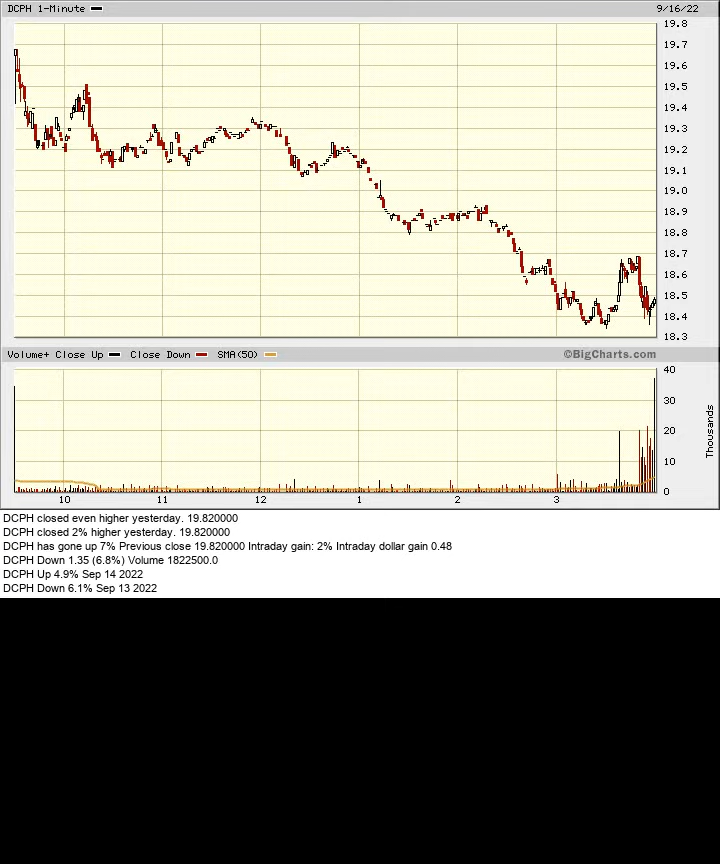 DCPH 1-Minute 9/16/22
19.8
19.7
19.6
19.5
19.4
19.3
19.2
19.1
19.0
18.9
18.8
18.7
18.6
18.5
18.4
18.3
Volume+ Close Up Close Down SMA(50) ©BigCharts.com
40
30
20
10
0
Thousands
10 11 12 1 2 3
DCPH closed even higher yesterday. 19.820000
DCPH closed 2% higher yesterday. 19.820000
DCPH has gone up 7% Previous close 19.820000 Intraday gain: 2% Intraday dollar gain 0.48
DCPH Down 1.35 (6.8%) Volume 1822500.0
DCPH Up 4.9% Sep 14 2022
DCPH Down 6.1% Sep 13 2022